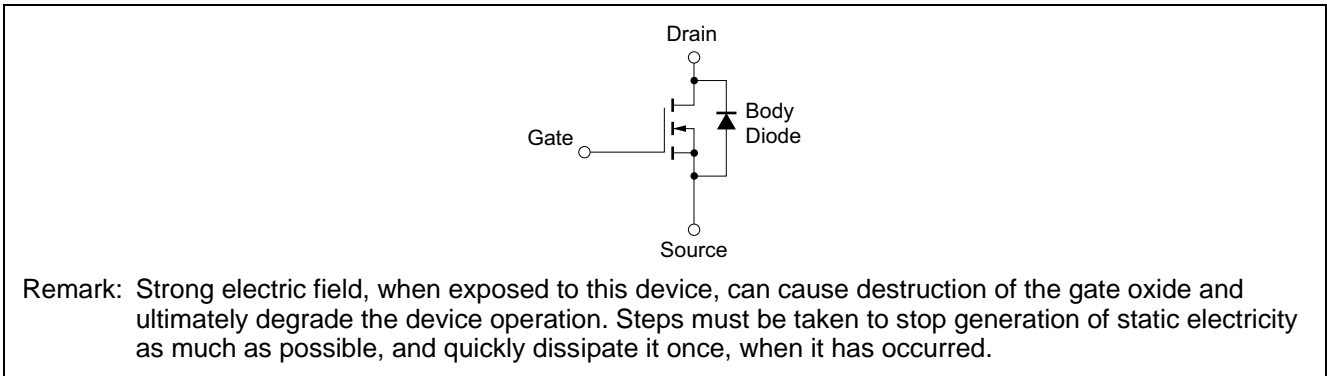 Drain
Body
Diode
Gate
Source
Remark: Strong electric field, when exposed to this device, can cause destruction of the gate oxide and
ultimately degrade the device operation. Steps must be taken to stop generation of static electricity
as much as possible, and quickly dissipate it once, when it has occurred.